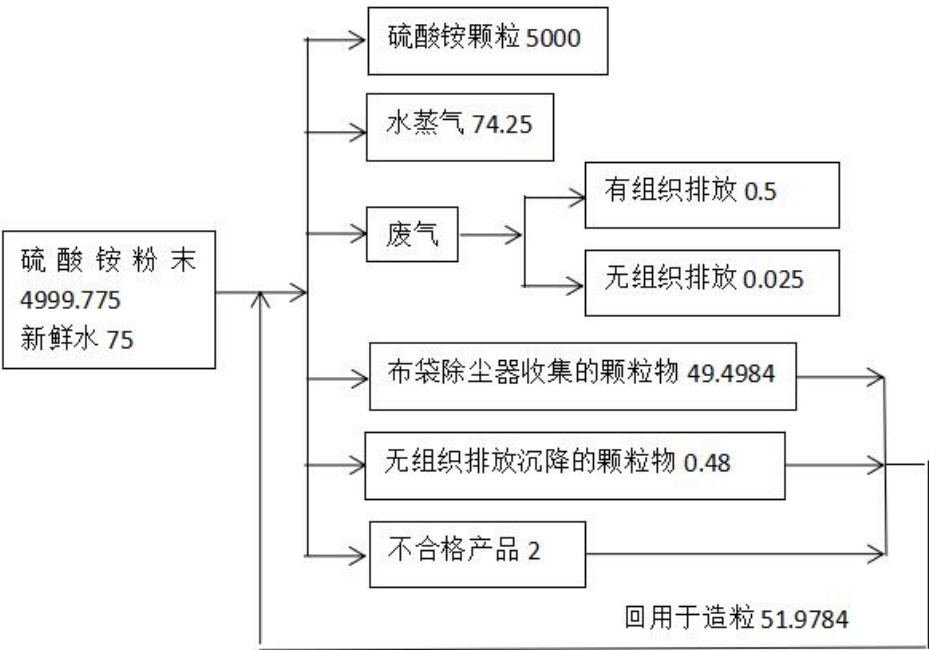 硫酸铵颗粒 5000
水蒸气 74.25
有组织排放 0.5
废气
硫酸铵粉末
4999.775
新鲜水 75
无组织排放 0.025
布袋除尘器收集的颗粒物 49.4984
无组织排放沉降的颗粒物 0.48
不合格产品 2
回用于造粒 51.9784